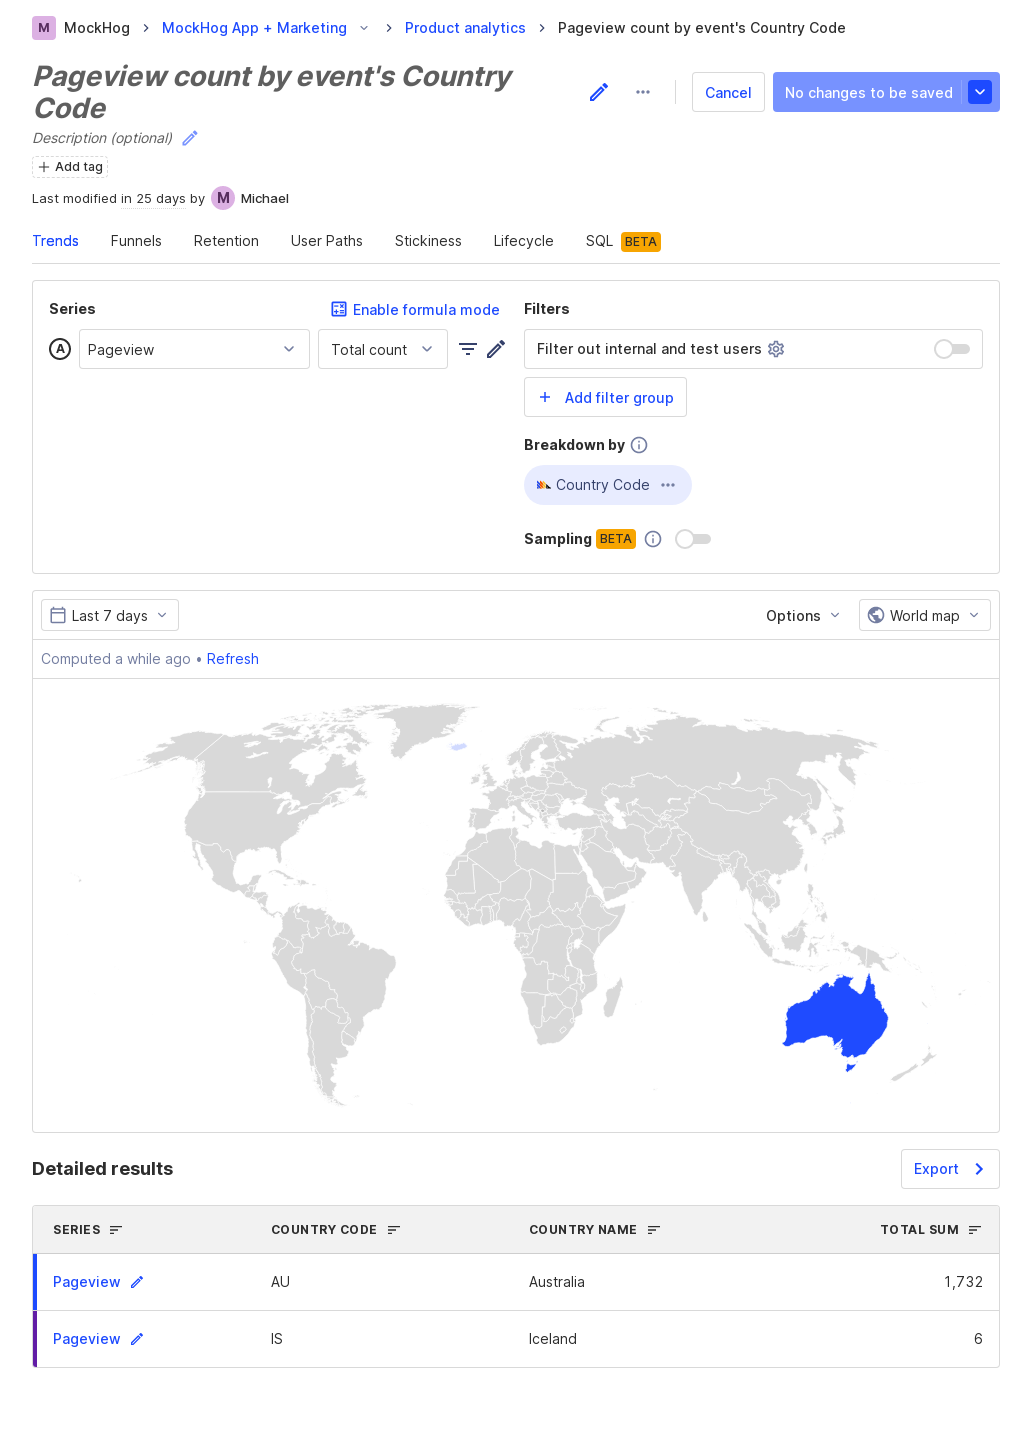 M MockHog > MockHog App + Marketing > Product analytics > Pageview count by event's Country Code
Pageview count by event's Country
Code
Cancel
No changes to be saved
Description (optional)
+ Add tag
Last modified in 25 days by M Michael
Trends Funnels Retention User Paths Stickiness Lifecycle SQL BETA
Series
Enable formula mode
A Pageview Total count
Filters
Filter out internal and test users
+ Add filter group
Breakdown by
Country Code
Sampling BETA
Last 7 days Options World map
Computed a while ago • Refresh
Detailed results Export
SERIES COUNTRY CODE COUNTRY NAME TOTAL SUM
Pageview AU Australia 1,732
Pageview IS Iceland 6